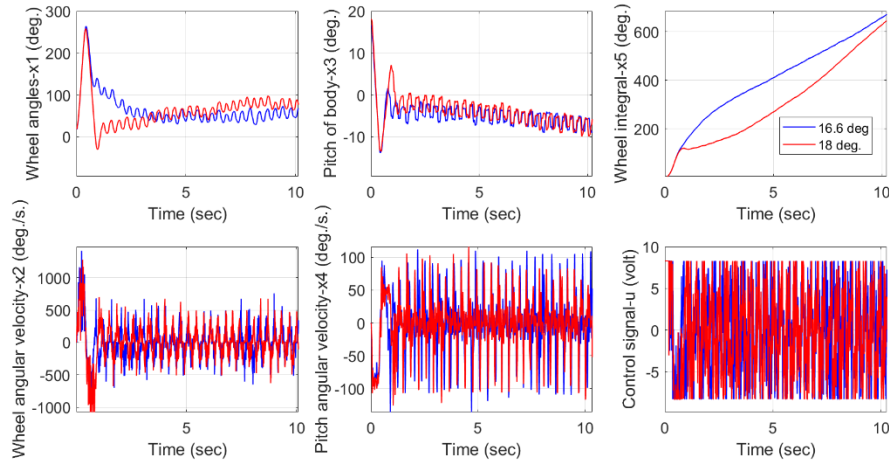 300
200
100
0
Wheel angles-x1 (deg.)
0 5 10
Time (sec)
20
10
0
-10
Pitch of body-x3 (deg.)
0 5 10
Time (sec)
600
400
200
Wheel integral-x5 (deg.)
16.6 deg
18 deg.
0 5 10
Time (sec)
1000
500
0
-500
-1000
Wheel angular velocity-x2 (deg./s.)
0 5 10
Time (sec)
100
50
0
-50
-100
Pitch angular velocity-x4 (deg./s.)
0 5 10
Time (sec)
10
5
0
-5
Control signal-u (volt)
0 5 10
Time (sec)